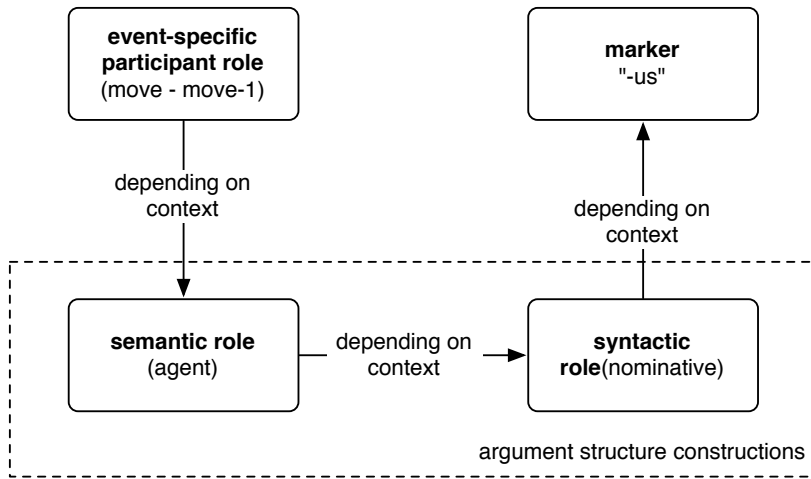 event-specific
participant role
(move - move-1)
marker
"-us"
depending on
context
depending on
context
semantic role
(agent)
depending on
context
syntactic
role(nominative)
argument structure constructions